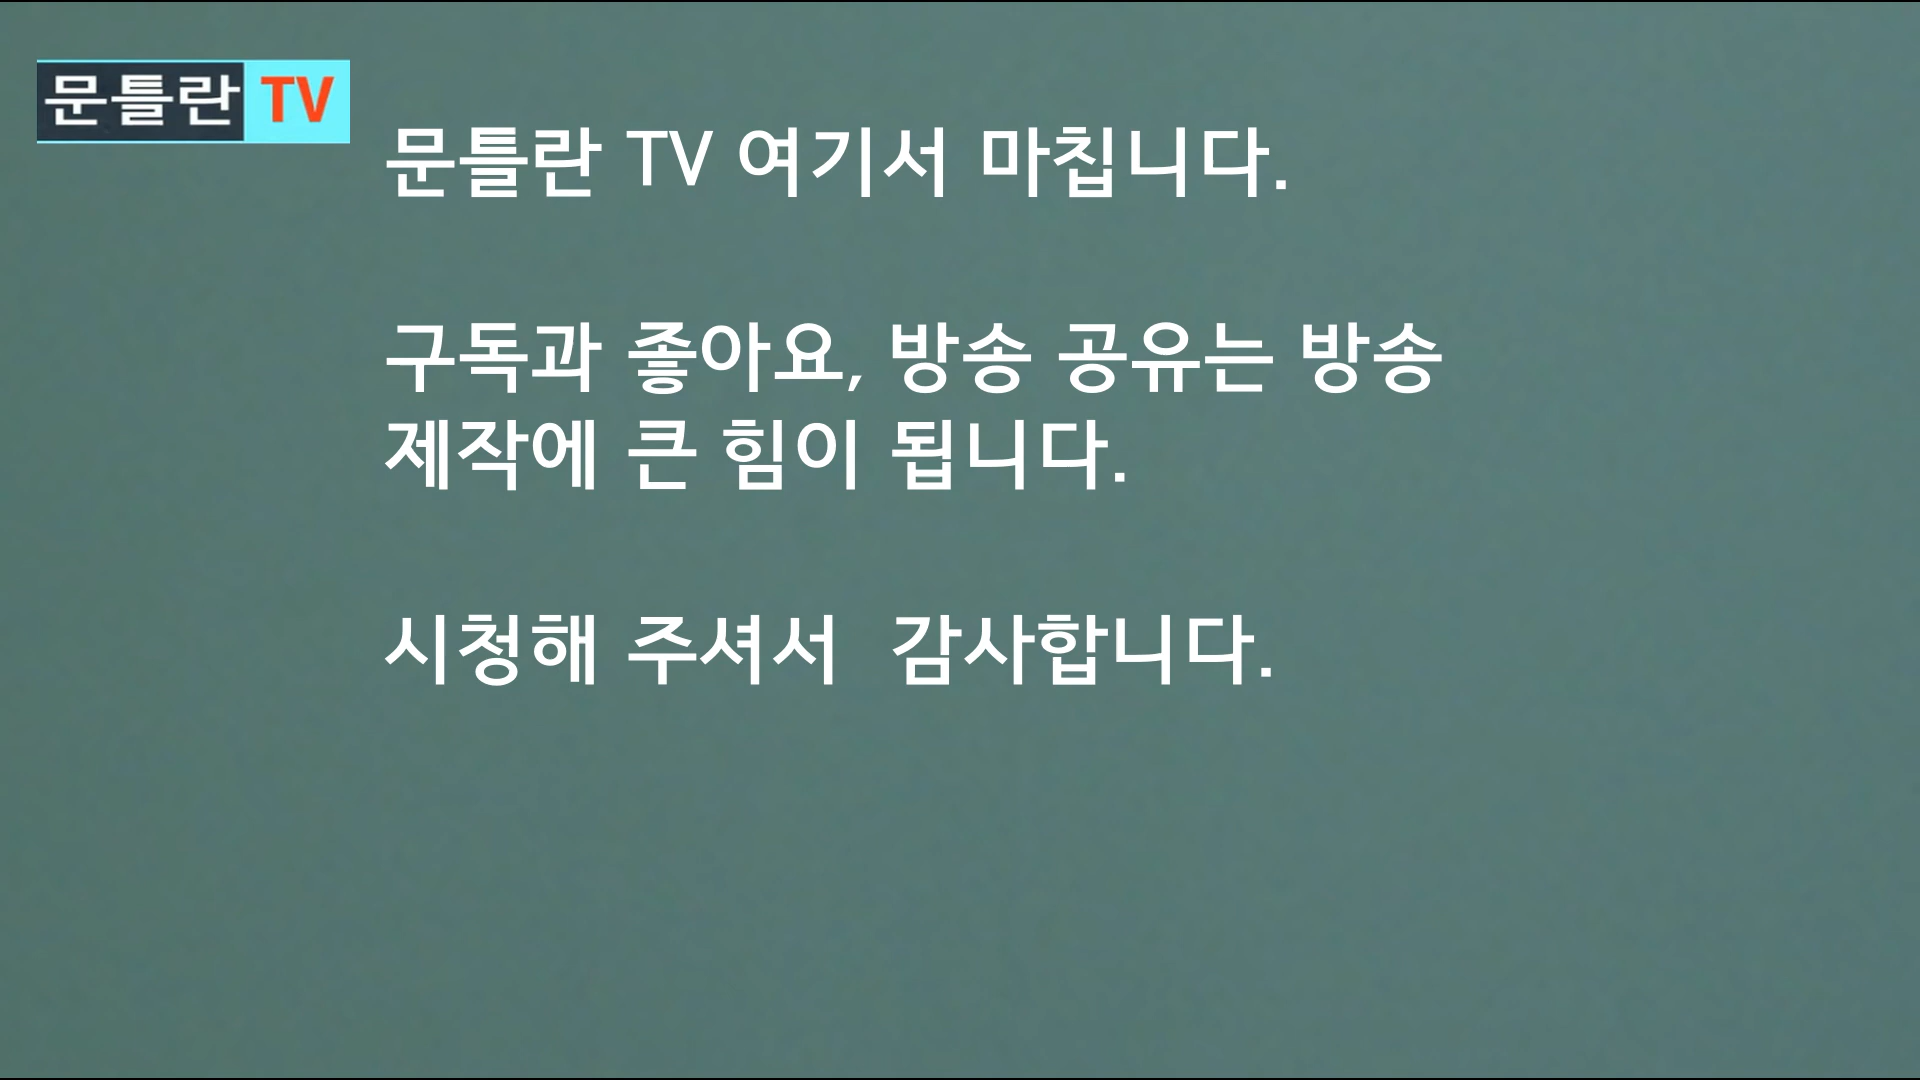 문틀란 TV
문틀란 TV 여기서 마칩니다.
구독과 좋아요, 방송 공유는 방송
제작에 큰 힘이 됩니다.
시청해 주셔서  감사합니다.